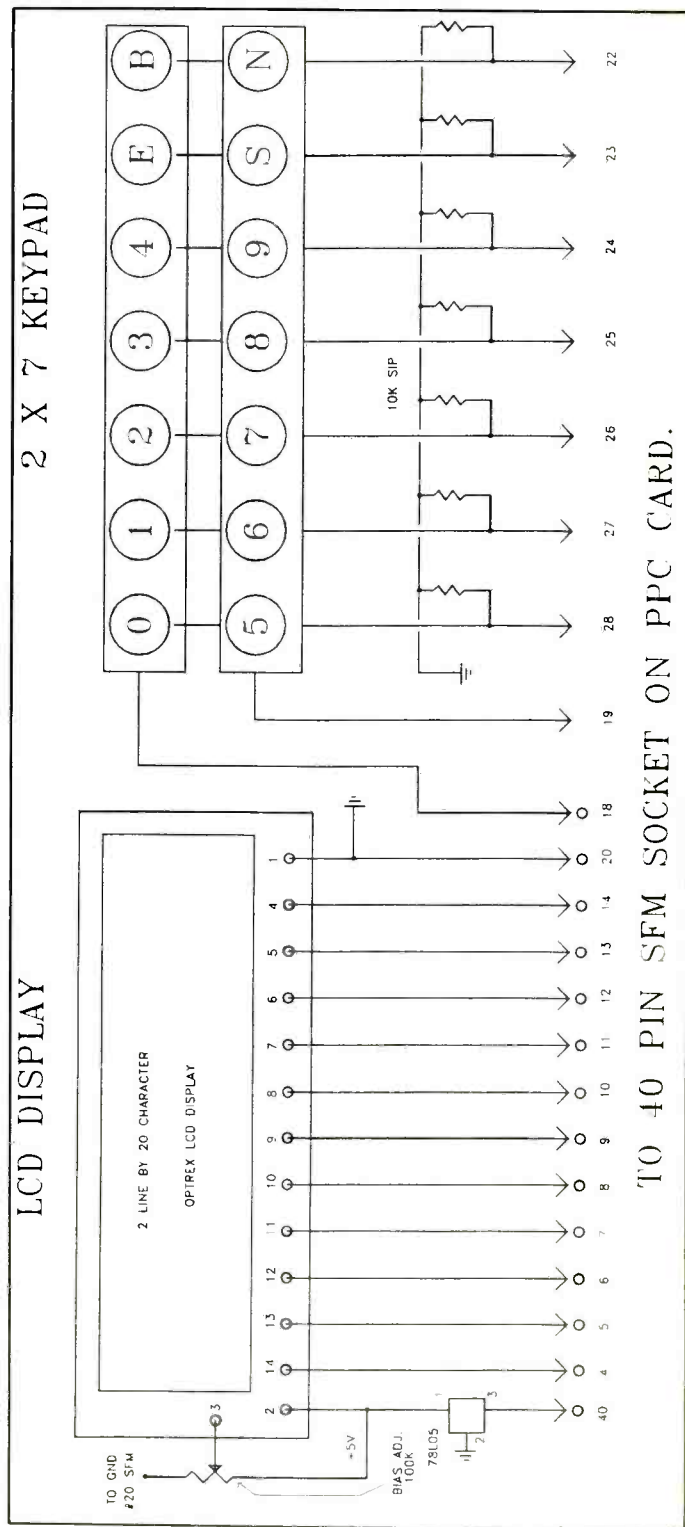 LCD DISPLAY
2 X 7 KEYPAD
2 LINE BY 20 CHARACTER
OPTREX LCD DISPLAY
TO GND
#20 SFM
3
2 14 13 12 11 10 9 8 7 6 5 4 1
+5V
BIAS ADJ.
100K
78L05
1
2
3
0 1 2 3 4 E B
5 6 7 8 9 S N
10K SIP
40 4 5 6 7 8 9 10 11 12 13 14 20 18 19 28 27 26 25 24 23 22
TO 40 PIN SFM SOCKET ON PPC CARD.